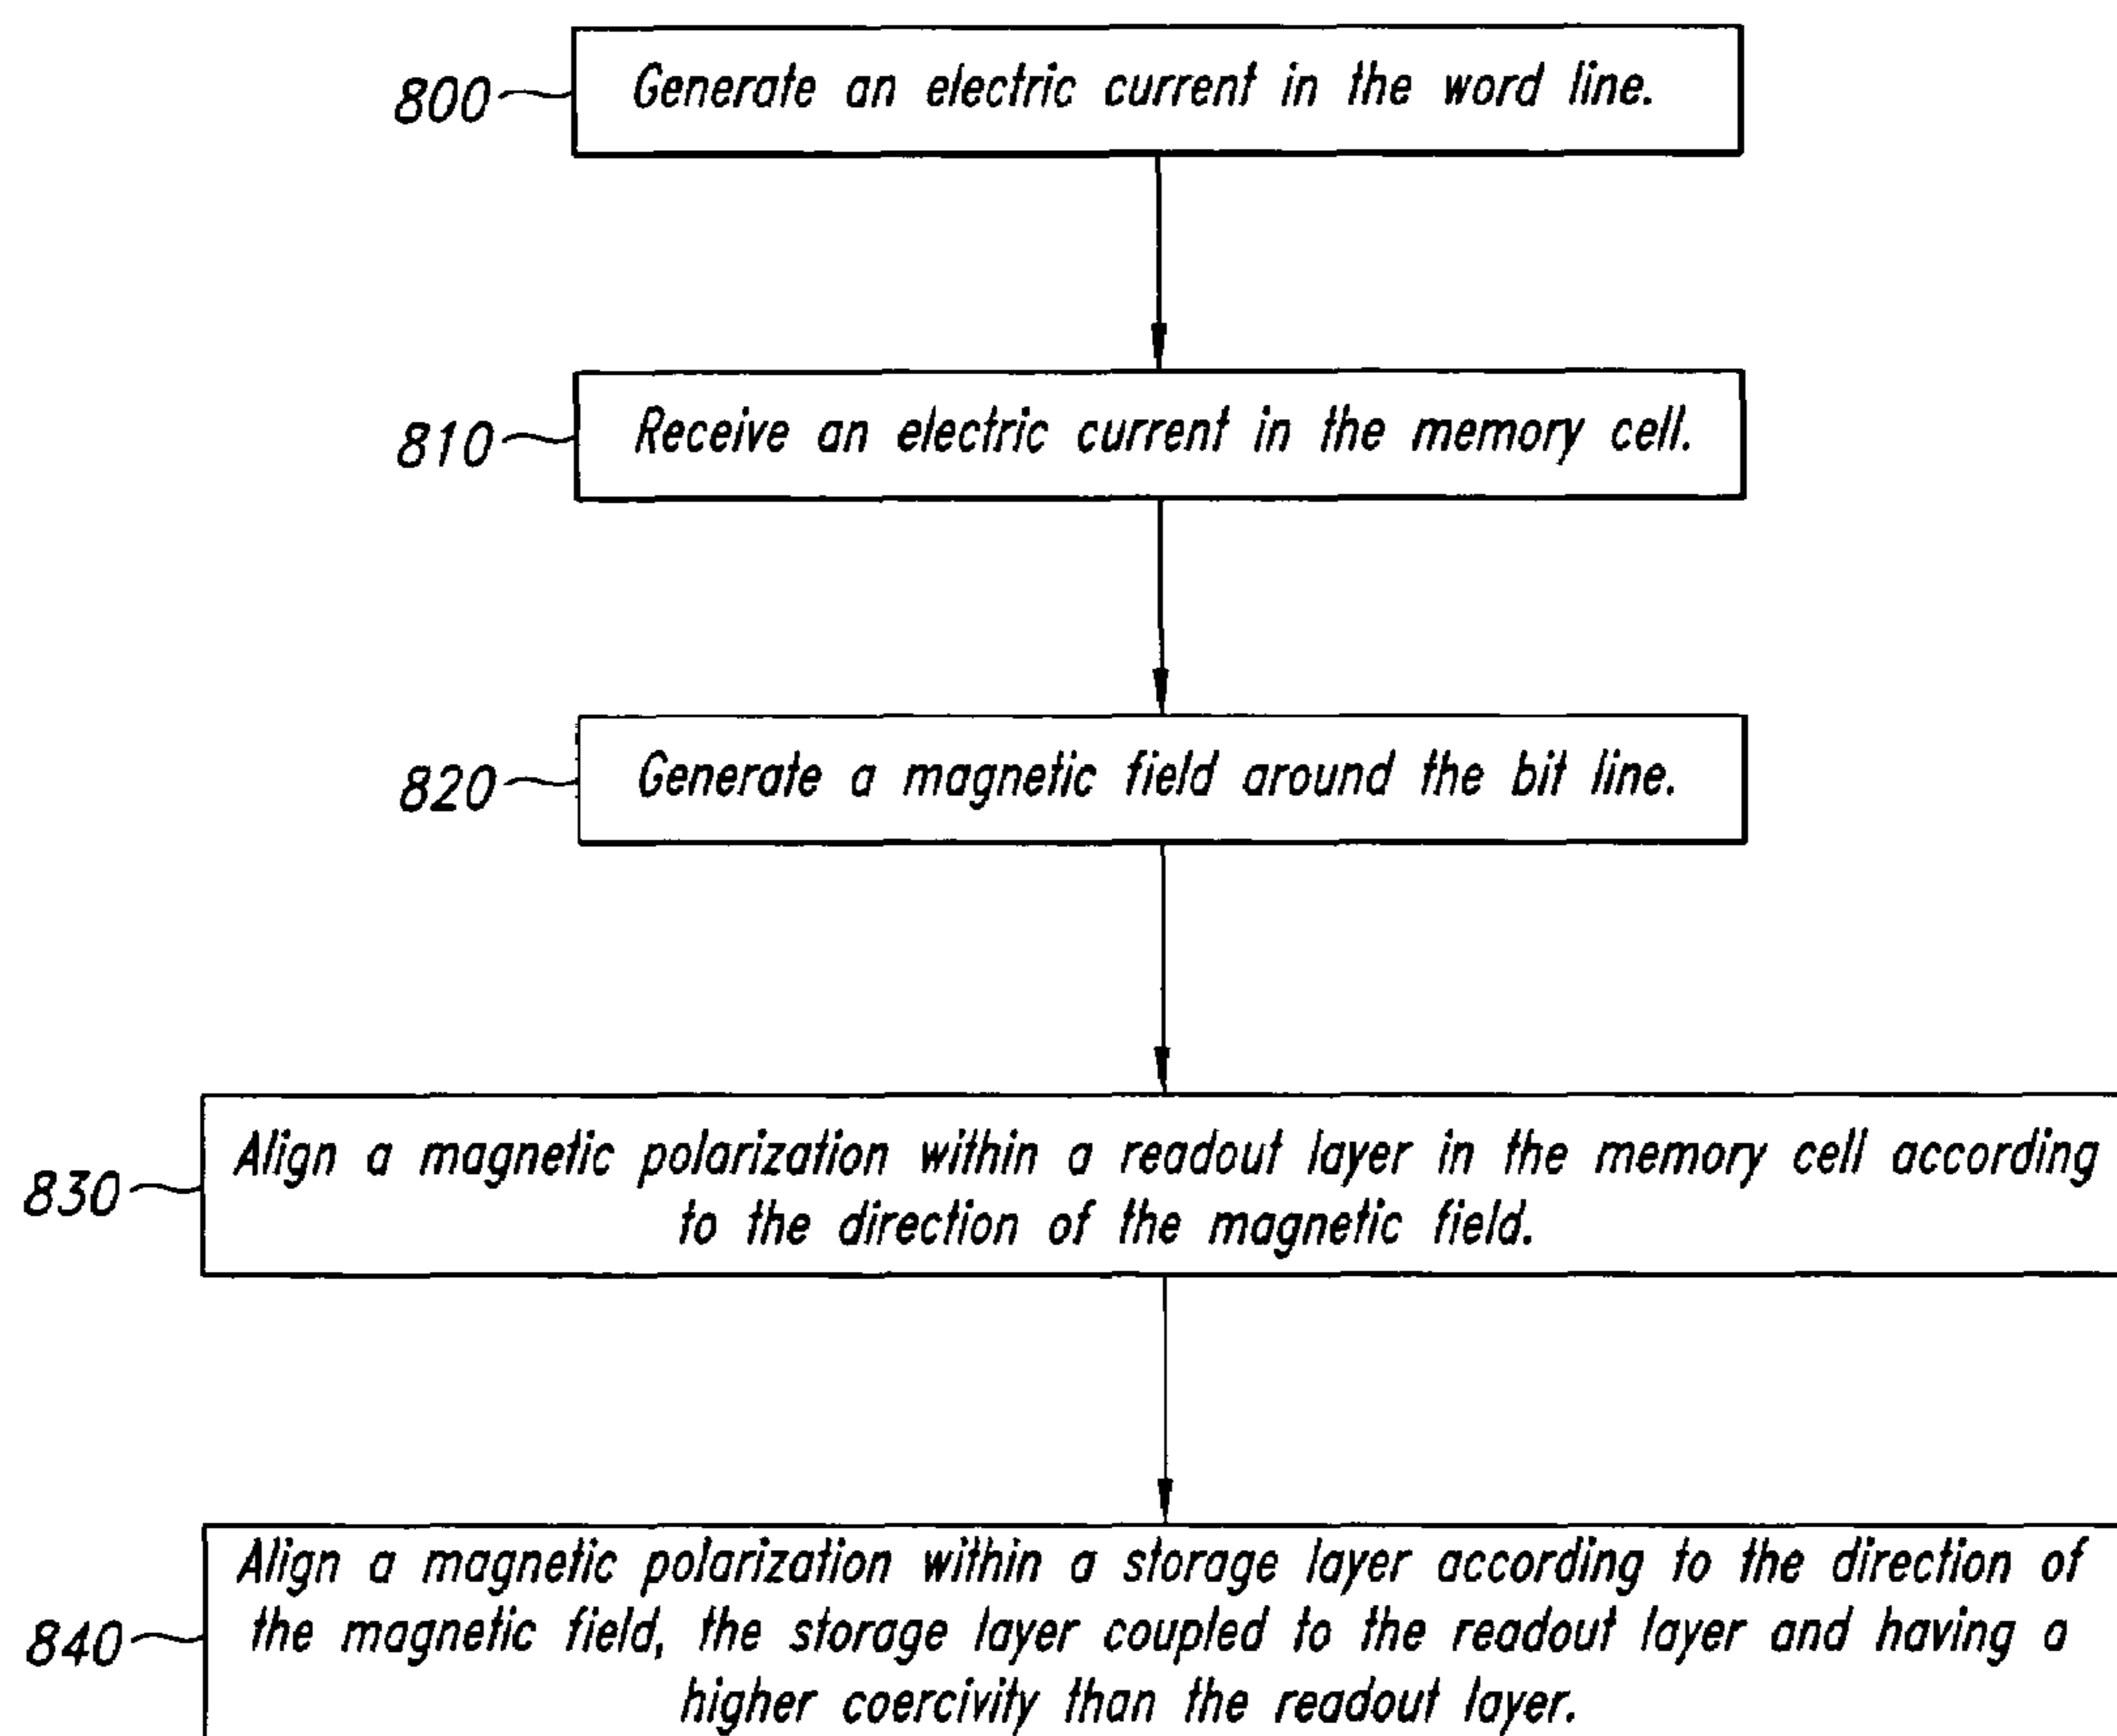 800
Generate an electric current in the word line.
810
Receive an electric current in the memory cell.
820
Generate a magnetic field around the bit line.
830
Align a magnetic polarization within a readout layer in the memory cell according
to the direction of the magnetic field.
840
Align a magnetic polarization within a storage layer according to the direction of
the magnetic field, the storage layer coupled to the readout layer and having a
higher coercivity than the readout layer.